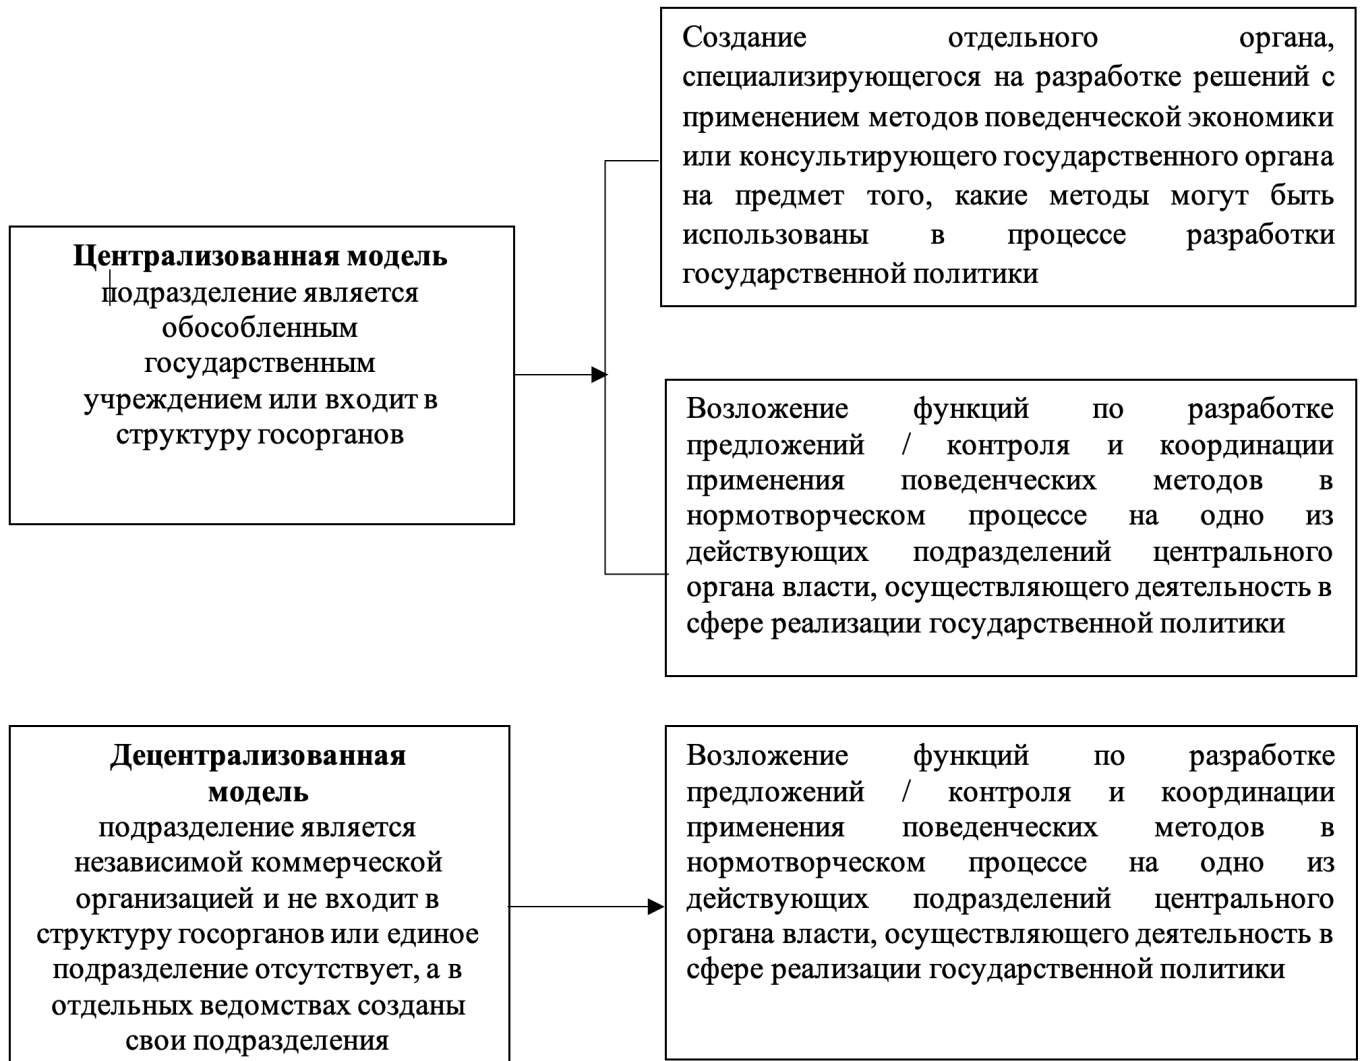 Создание отдельного органа,
специализирующегося на разработке решений с
применением методов поведенческой экономики
или консультирующего государственного органа
на предмет того, какие методы могут быть
использованы в процессе разработки
государственной политики
Централизованная модель
подразделение является
обособленным
государственным
учреждением или входит в
структуру госорганов
Возложение функций по разработке
предложений / контроля и координации
применения поведенческих методов в
нормотворческом процессе на одно из
действующих подразделений центрального
органа власти, осуществляющего деятельность в
сфере реализации государственной политики
Децентрализованная
модель
подразделение является
независимой коммерческой
организацией и не входит в
структуру госорганов или единое
подразделение отсутствует, а в
отдельных ведомствах созданы
свои подразделения
Возложение функций по разработке
предложений / контроля и координации
применения поведенческих методов в
нормотворческом процессе на одно из
действующих подразделений центрального
органа власти, осуществляющего деятельность в
сфере реализации государственной политики